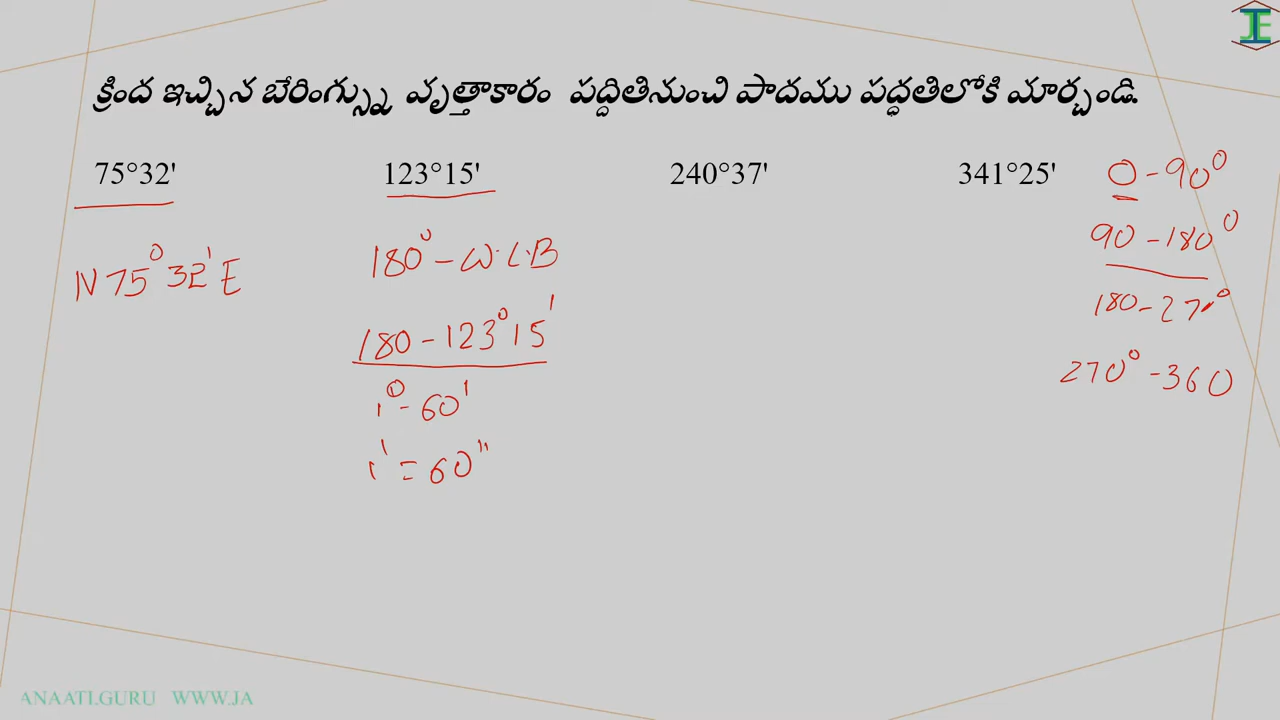 JE
క్రింద ఇచ్చిన బేరింగ్స్ను వృత్తాకారం పద్దితినుంచి పాదము పద్ధతిలోకి మార్చండి.
75°32' 123°15' 240°37' 341°25'
0 - 90°
90 - 180°
180 - 270°
270° - 360
N 75° 32' E
180° - W.C.B
180 - 123° 15'
1° - 60'
1' = 60"
ANAATI.GURU WWW.JA